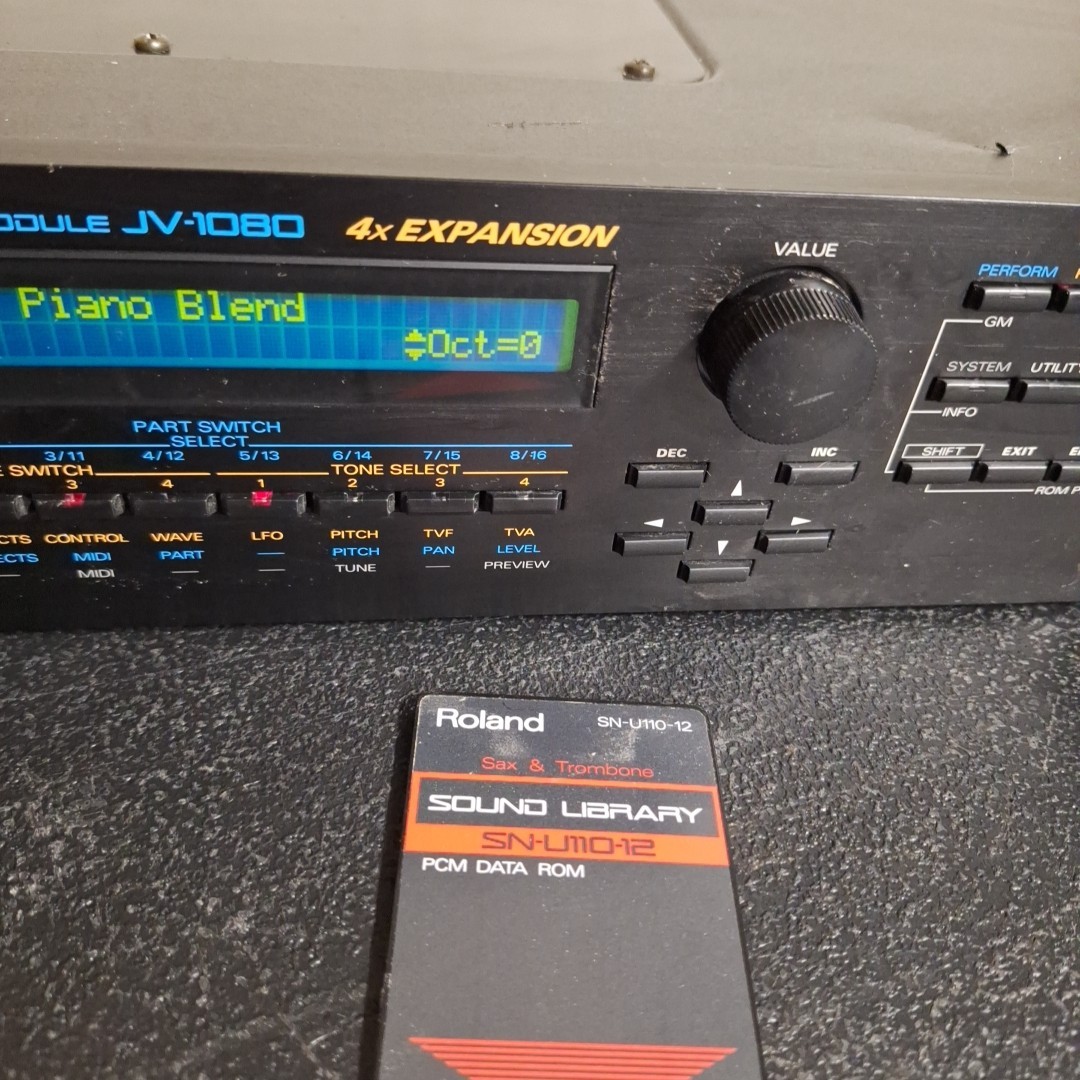 MODULE JV-1080 4x EXPANSION
VALUE
PERFORM
Piano Blend
Oct=0
GM
SYSTEM UTILITY
INFO
PART SWITCH
SELECT
3/11 4/12 5/13 6/14 7/15 8/16
SWITCH TONE SELECT
3 4 1 2 3 4
DEC INC
SHIFT EXIT
ROM
CONTROL WAVE LFO PITCH TVF TVA
MIDI PART PITCH PAN LEVEL
MIDI TUNE PREVIEW
Roland SN-U110-12
Sax & Trombone
SOUND LIBRARY
SN-U110-12
PCM DATA ROM